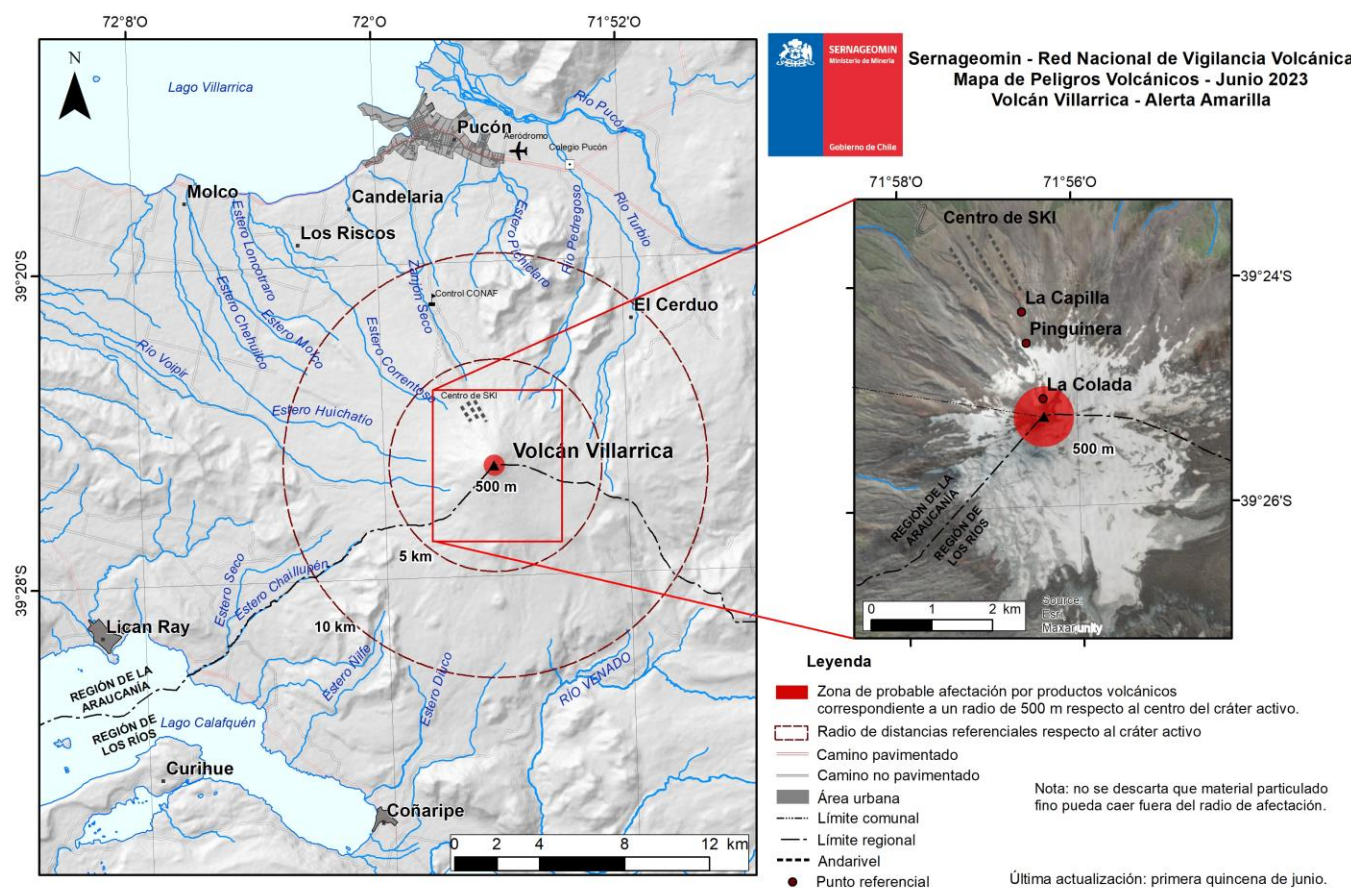 Sernageomin - Red Nacional de Vigilancia Volcánica
Mapa de Peligros Volcánicos - Junio 2023
Volcán Villarrica - Alerta Amarilla
SERNAGEOMIN
Ministerio de Minería
Gobierno de Chile
72°8'O
72°O
71°52'O
39°20'S
39°28'S
N
Lago Villarrica
Pucón
Aeródromo
Colegio Pucón
Río Pucón
Molco
Candelaria
Los Riscos
Estero Loncotraro
Estero Chehuilco
Estero Molco
Zanjón Seco
Estero Correntoso
Estero Pichiclaro
Río Pedregoso
Río Turbio
Control CONAF
El Cerduo
Río Voipir
Estero Huichatío
Centro de SKI
Volcán Villarrica
500 m
5 km
10 km
Estero Seco
Estero Chaillupén
Lican Ray
Estero Ñilfe
Estero Diuco
RÍO VENADO
REGIÓN DE LA
ARAUCANÍA
REGIÓN DE
LOS RÍOS
Lago Calafquén
Curihue
Coñaripe
0 2 4 8 12 km
71°58'O
71°56'O
39°24'S
39°26'S
Centro de SKI
La Capilla
Pinguinera
La Colada
500 m
REGIÓN DE LA
ARAUCANÍA
REGIÓN DE
LOS RÍOS
0 1 2 km
Source:
Esri,
Maxar,
unity
Leyenda
Zona de probable afectación por productos volcánicos
correspondiente a un radio de 500 m respecto al centro del cráter activo.
Radio de distancias referenciales respecto al cráter activo
Camino pavimentado
Camino no pavimentado
Área urbana
Límite comunal
Límite regional
Andarivel
Punto referencial
Nota: no se descarta que material particulado
fino pueda caer fuera del radio de afectación.
Última actualización: primera quincena de junio.